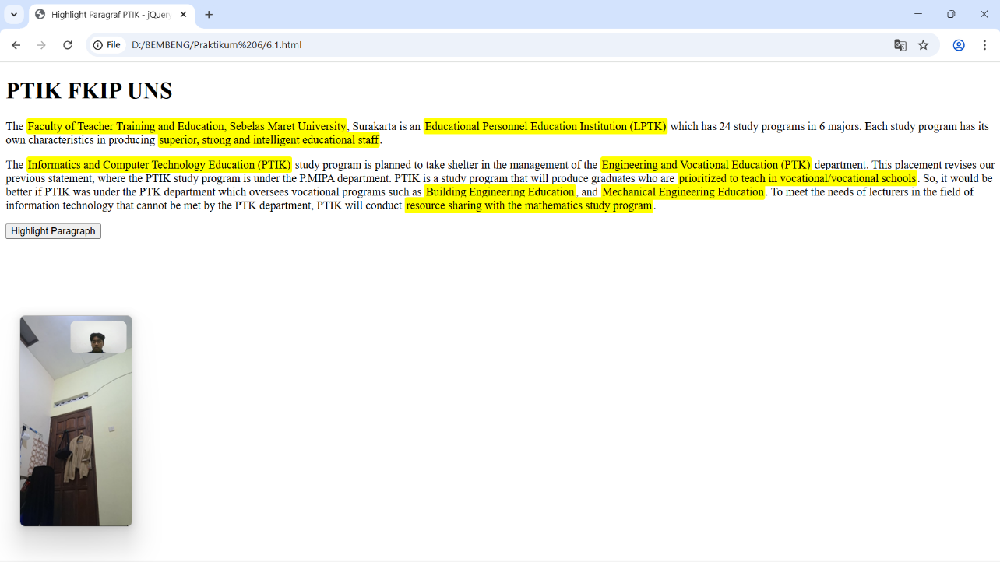 Highlight Paragraf PTIK - jQuery
File D:/BEMBENG/Praktikum%206/6.1.html
PTIK FKIP UNS
The Faculty of Teacher Training and Education, Sebelas Maret University, Surakarta is an Educational Personnel Education Institution (LPTK) which has 24 study programs in 6 majors. Each study program has its
own characteristics in producing superior, strong and intelligent educational staff.
The Informatics and Computer Technology Education (PTIK) study program is planned to take shelter in the management of the Engineering and Vocational Education (PTK) department. This placement revises our
previous statement, where the PTIK study program is under the P.MIPA department. PTIK is a study program that will produce graduates who are prioritized to teach in vocational/vocational schools. So, it would be
better if PTIK was under the PTK department which oversees vocational programs such as Building Engineering Education, and Mechanical Engineering Education. To meet the needs of lecturers in the field of
information technology that cannot be met by the PTK department, PTIK will conduct resource sharing with the mathematics study program.
Highlight Paragraph